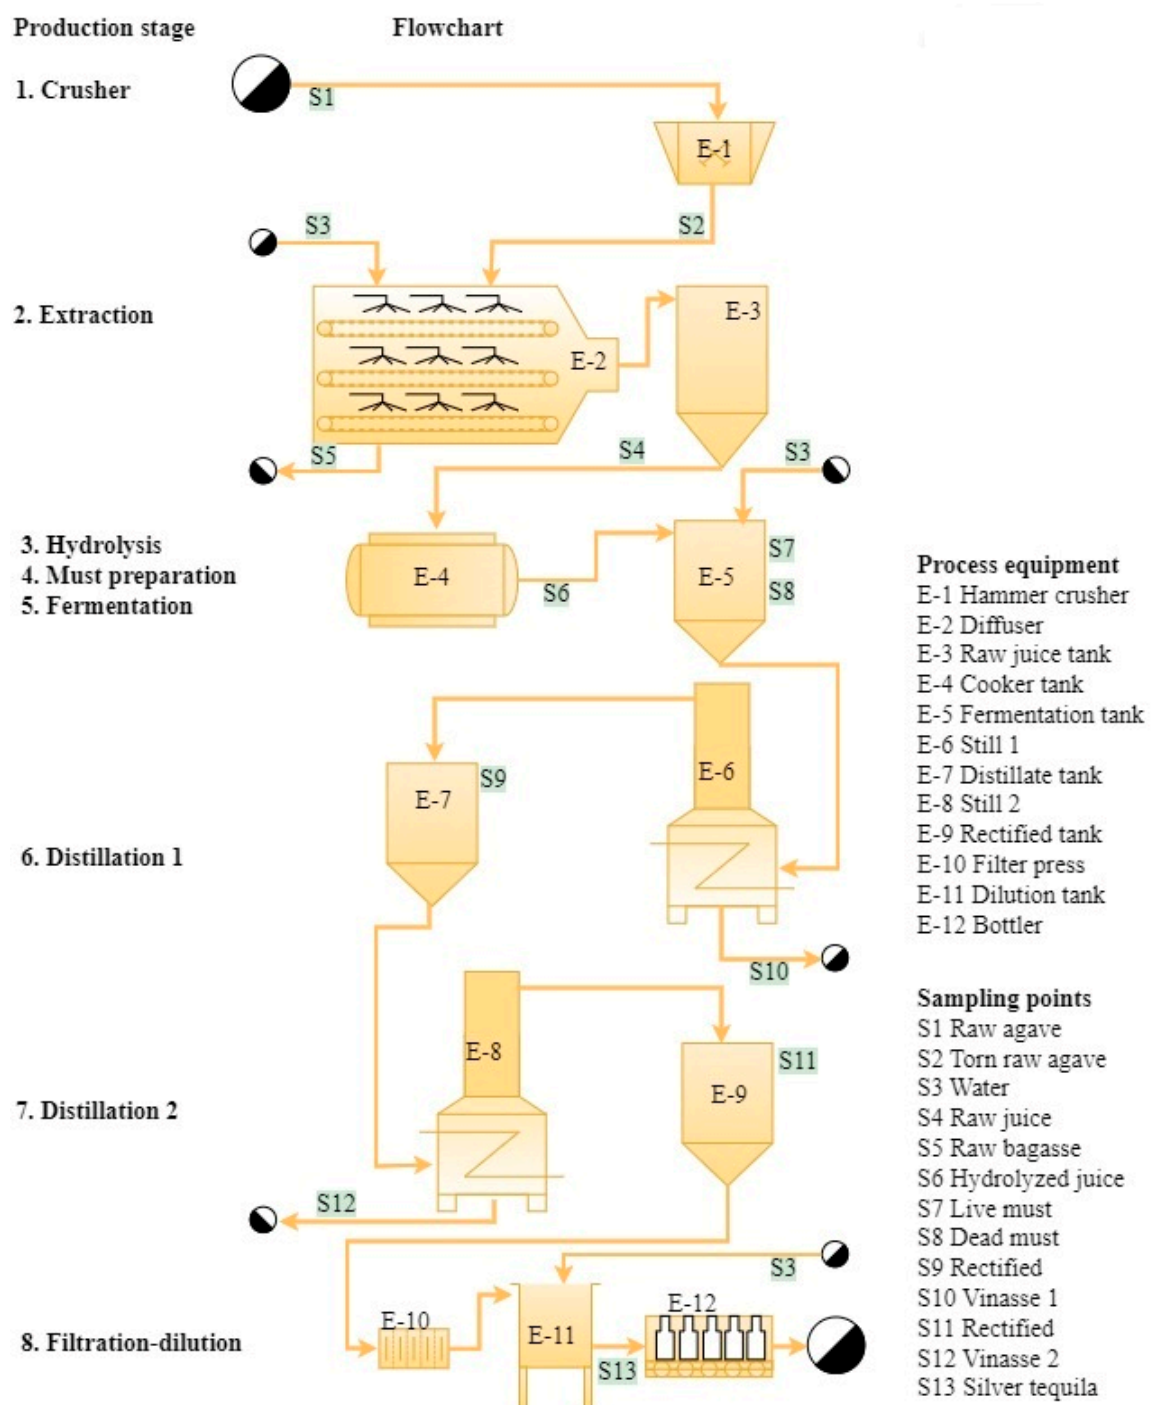 Production stage
Flowchart
1. Crusher
S1
E-1
S3
S2
2. Extraction
E-3
E-2
S5
S4
S3
3. Hydrolysis
4. Must preparation
5. Fermentation
E-4
S6
E-5
S7
S8
E-6
E-7
S9
6. Distillation 1
S10
E-8
E-9
S11
7. Distillation 2
S12
S3
E-10
E-11
E-12
8. Filtration-dilution
S13
Process equipment
E-1 Hammer crusher
E-2 Diffuser
E-3 Raw juice tank
E-4 Cooker tank
E-5 Fermentation tank
E-6 Still 1
E-7 Distillate tank
E-8 Still 2
E-9 Rectified tank
E-10 Filter press
E-11 Dilution tank
E-12 Bottler
Sampling points
S1 Raw agave
S2 Torn raw agave
S3 Water
S4 Raw juice
S5 Raw bagasse
S6 Hydrolyzed juice
S7 Live must
S8 Dead must
S9 Rectified
S10 Vinasse 1
S11 Rectified
S12 Vinasse 2
S13 Silver tequila